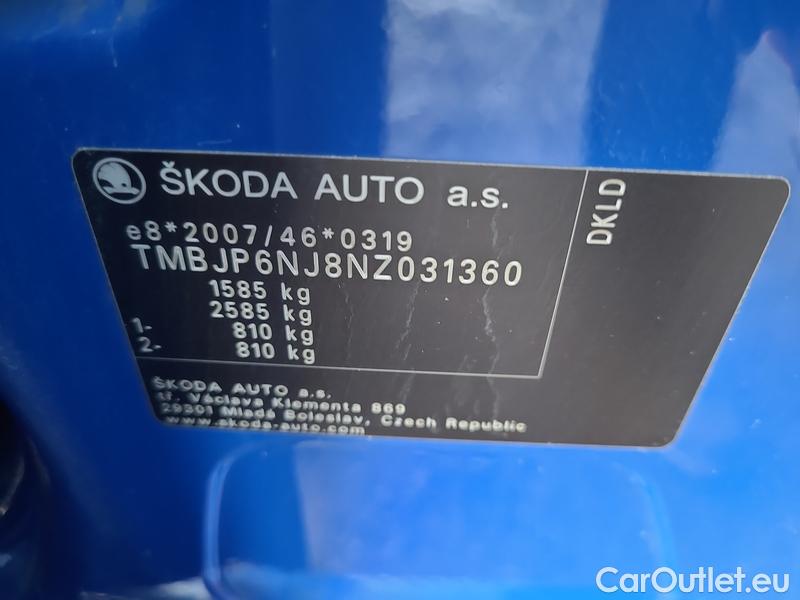 ŠKODA AUTO a.s.
DKLD
e8*2007/46*0319
TMBJP6NJ8NZ031360
1585 kg
2585 kg
1- 810 kg
2- 810 kg
ŠKODA AUTO a.s.
tř. Václava Klementa 869
29301 Mladá Boleslav, Czech Republic
www.skoda-auto.com
CarOutlet.eu